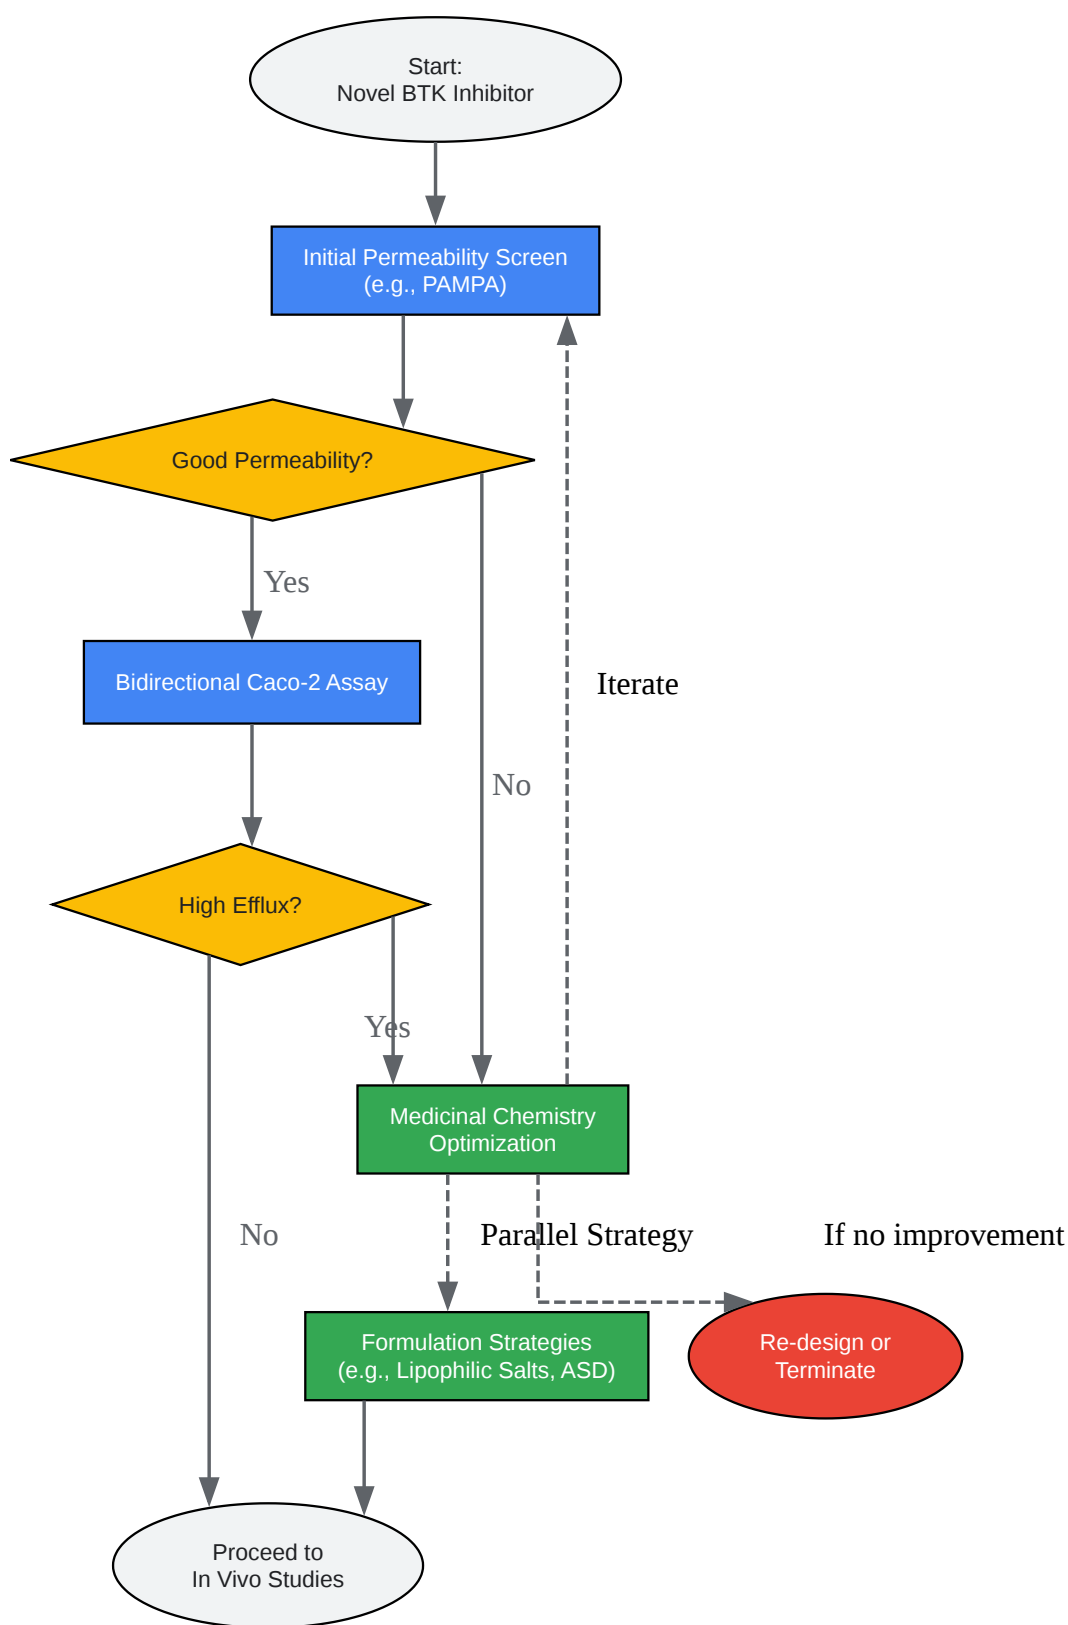 Start:
Novel BTK Inhibitor
Initial Permeability Screen
(e.g., PAMPA)
Good Permeability?
Yes
Bidirectional Caco-2 Assay
Iterate
No
High Efflux?
Yes
Medicinal Chemistry
Optimization
No
Parallel Strategy
If no improvement
Formulation Strategies
(e.g., Lipophilic Salts, ASD)
Re-design or
Terminate
Proceed to
In Vivo Studies